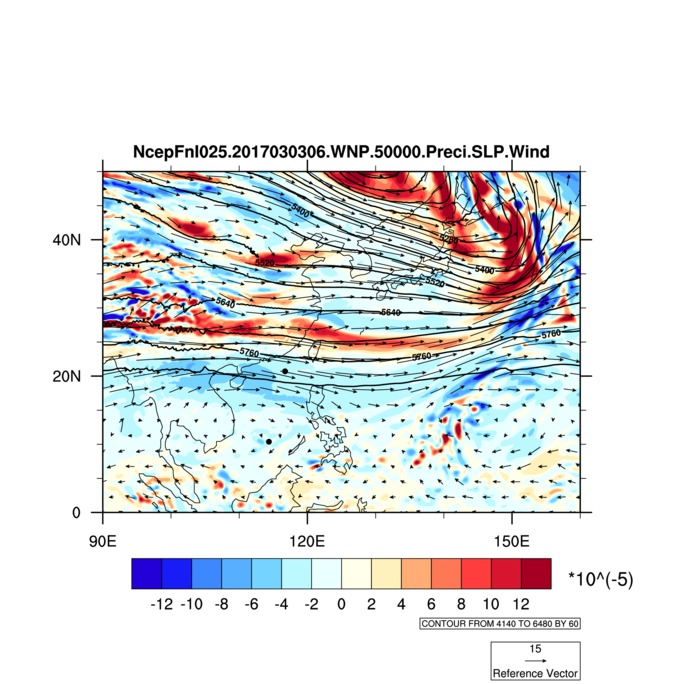 NcepFnl025.2017030306.WNP.50000.Preci.SLP.Wind
5400
5280
40N
5520
5400
5520
5640
5640
5760
5760
5760
20N
0
90E 120E 150E
-12 -10 -8 -6 -4 -2 0 2 4 6 8 10 12 *10^(-5)
CONTOUR FROM 4140 TO 6480 BY 60
15
Reference Vector